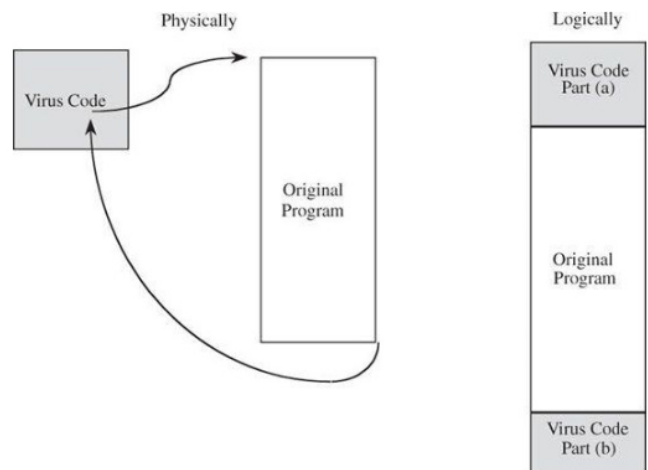 Physically
Virus Code
Original
Program
Logically
Virus Code
Part (a)
Original
Program
Virus Code
Part (b)